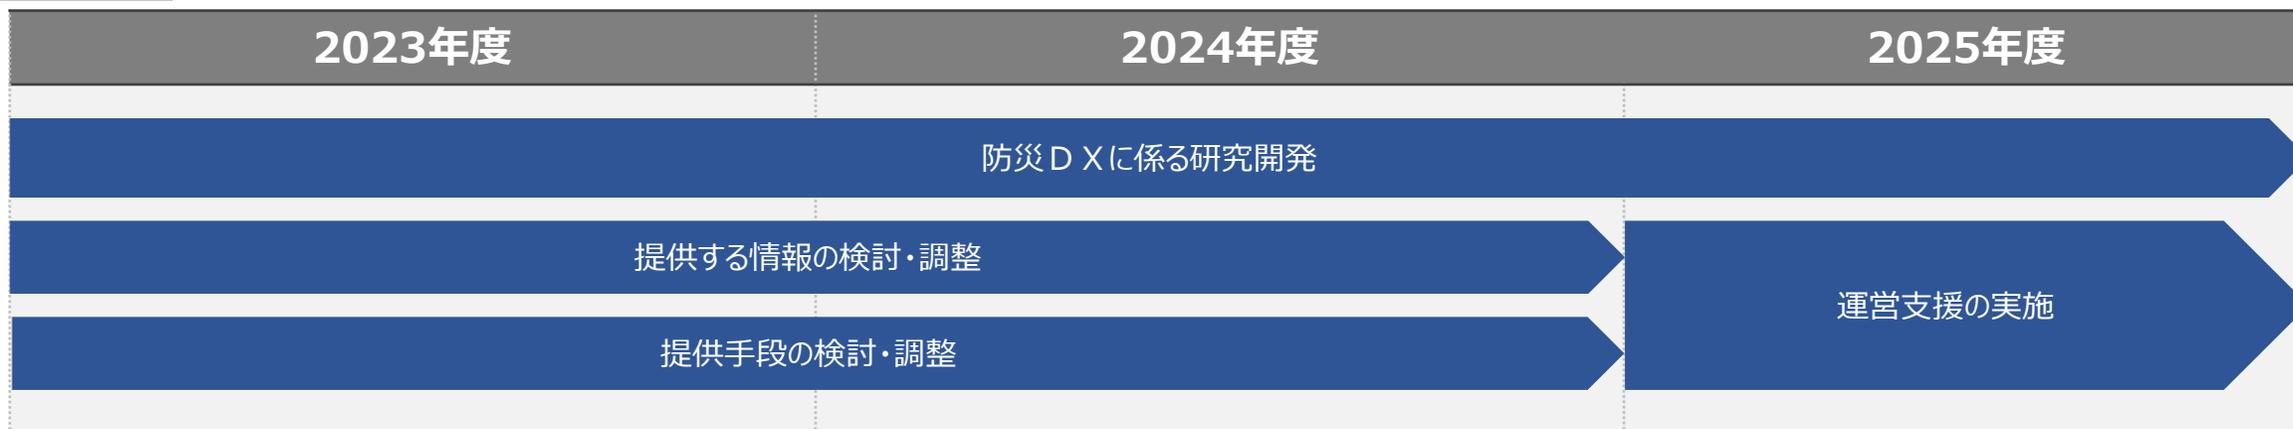 2023年度
2024年度
2025年度
防災ＤＸに係る研究開発
提供する情報の検討・調整
運営支援の実施
提供手段の検討・調整